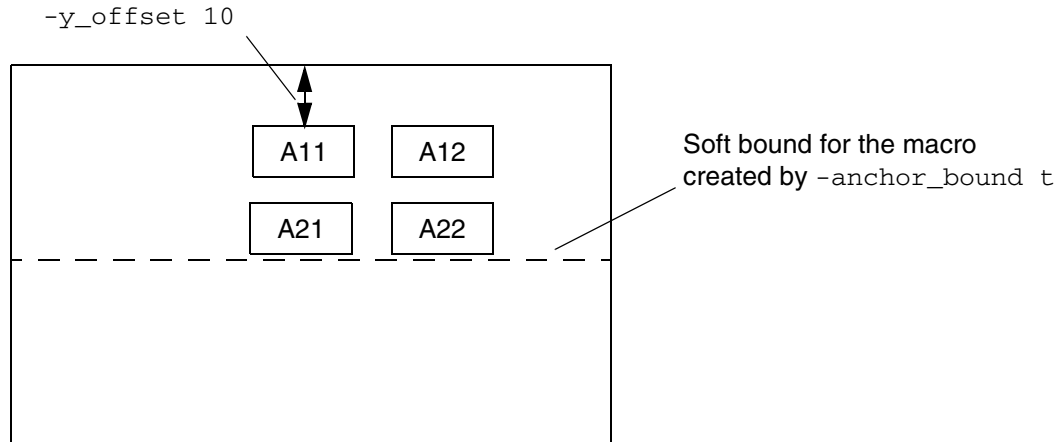 -y_offset 10
A11 A12
Soft bound for the macro
created by -anchor_bound t
A21 A22